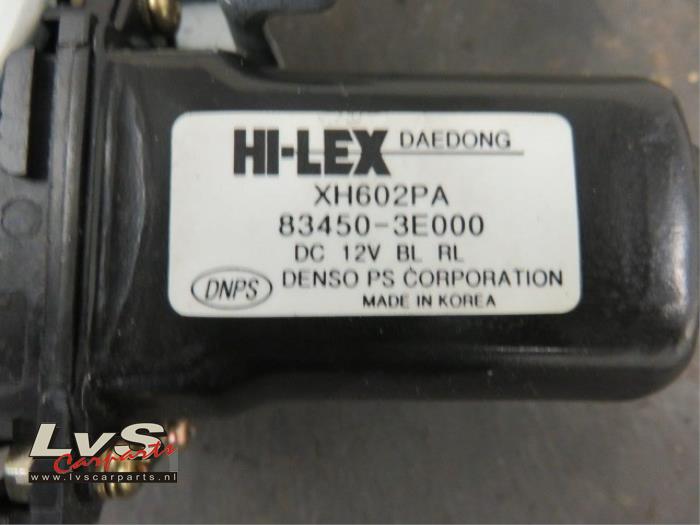 HI-LEX DAEDONG
XH602PA
83450-3E000
DC 12V BL RL
DNPS DENSO PS CORPORATION
MADE IN KOREA
LvS
Carparts
www.lvscarparts.nl